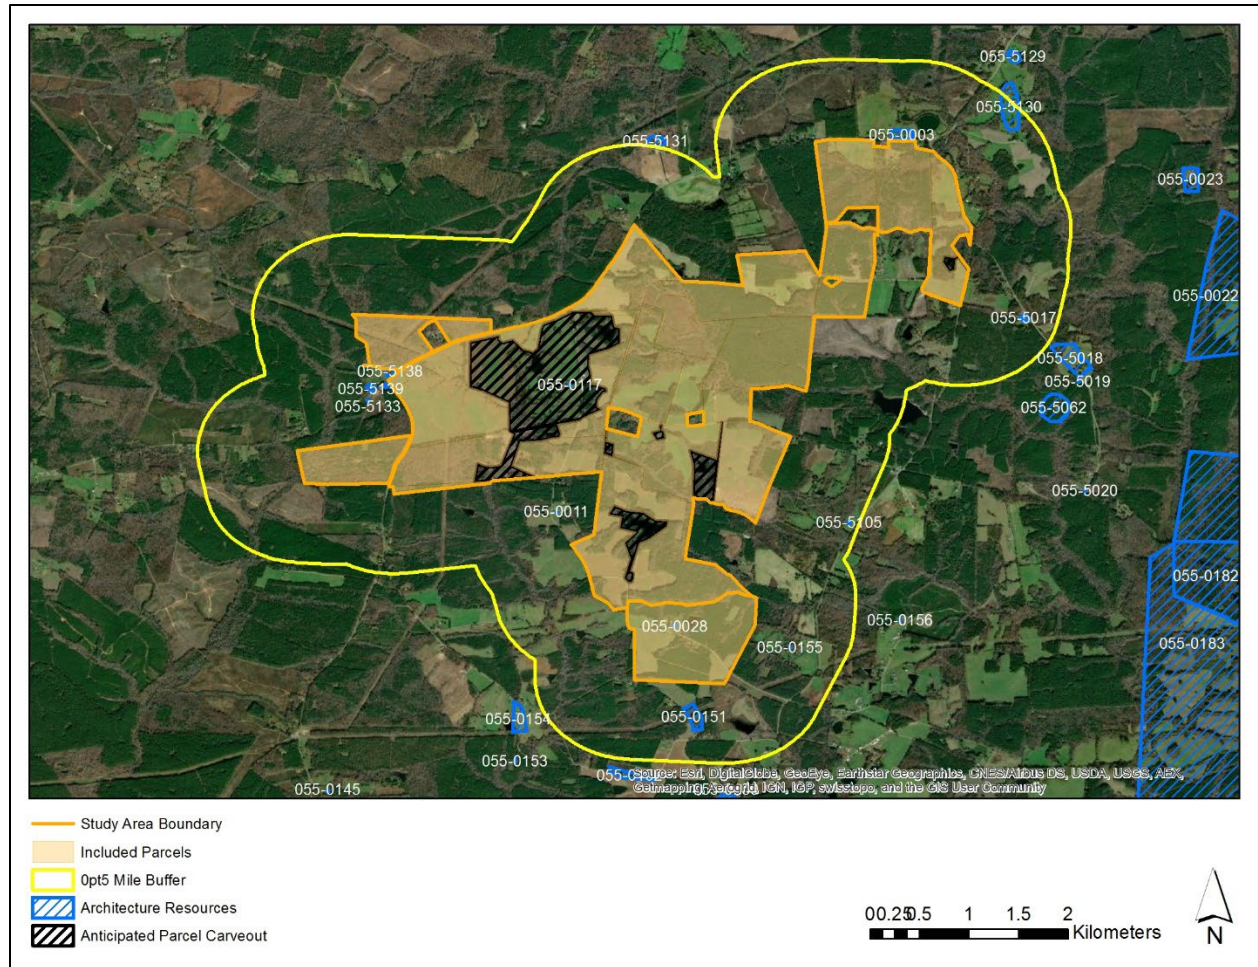 055-5129
055-5130
055-5131
055-0003
055-0023
055-0022
055-5017
055-5018
055-5138
055-0117
055-5019
055-5139
055-5133
055-5062
055-5020
055-0011
055-5105
055-0182
055-0156
055-0028
055-0155
055-0183
055-0154
055-0151
055-0153
055-0145
Source: Esri, DigitalGlobe, GeoEye, Earthstar Geographics, CNES/Airbus DS, USDA, USGS, AEX,
Getmapping, Aerogrid, IGN, IGP, swisstopo, and the GIS User Community
Study Area Boundary
Included Parcels
0pt5 Mile Buffer
Architecture Resources
Anticipated Parcel Carveout
00.250.5 1 1.5 2
Kilometers
N